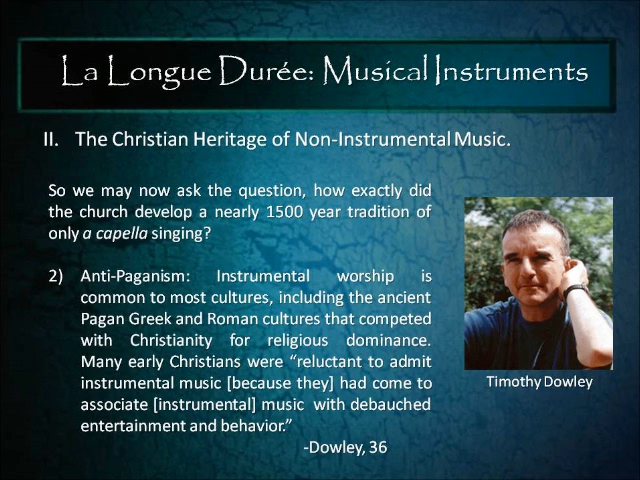 La Longue Durée: Musical Instruments
II. The Christian Heritage of Non-Instrumental Music.
So we may now ask the question, how exactly did
the church develop a nearly 1500 year tradition of
only a capella singing?
2) Anti-Paganism: Instrumental worship is
common to most cultures, including the ancient
Pagan Greek and Roman cultures that competed
with Christianity for religious dominance.
Many early Christians were “reluctant to admit
instrumental music [because they] had come to
associate [instrumental] music with debauched
entertainment and behavior.”
-Dowley, 36
Timothy Dowley